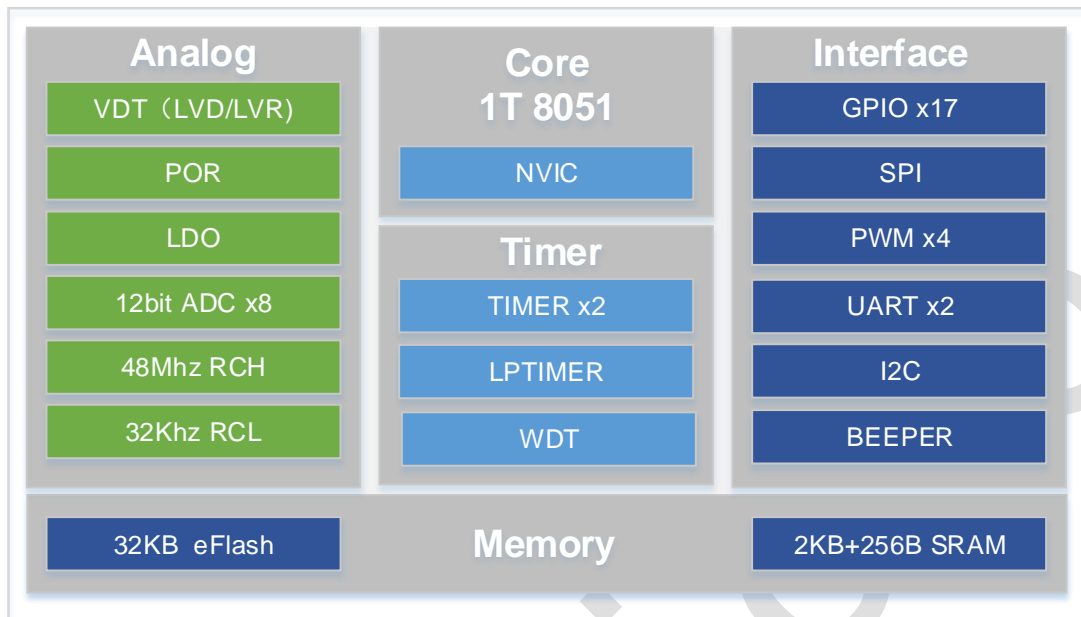 Analog
VDT（LVD/LVR)
POR
LDO
12bit ADC x8
48Mhz RCH
32Khz RCL
Core
1T 8051
NVIC
Timer
TIMER x2
LPTIMER
WDT
Interface
GPIO x17
SPI
PWM x4
UART x2
I2C
BEEPER
32KB eFlash
Memory
2KB+256B SRAM